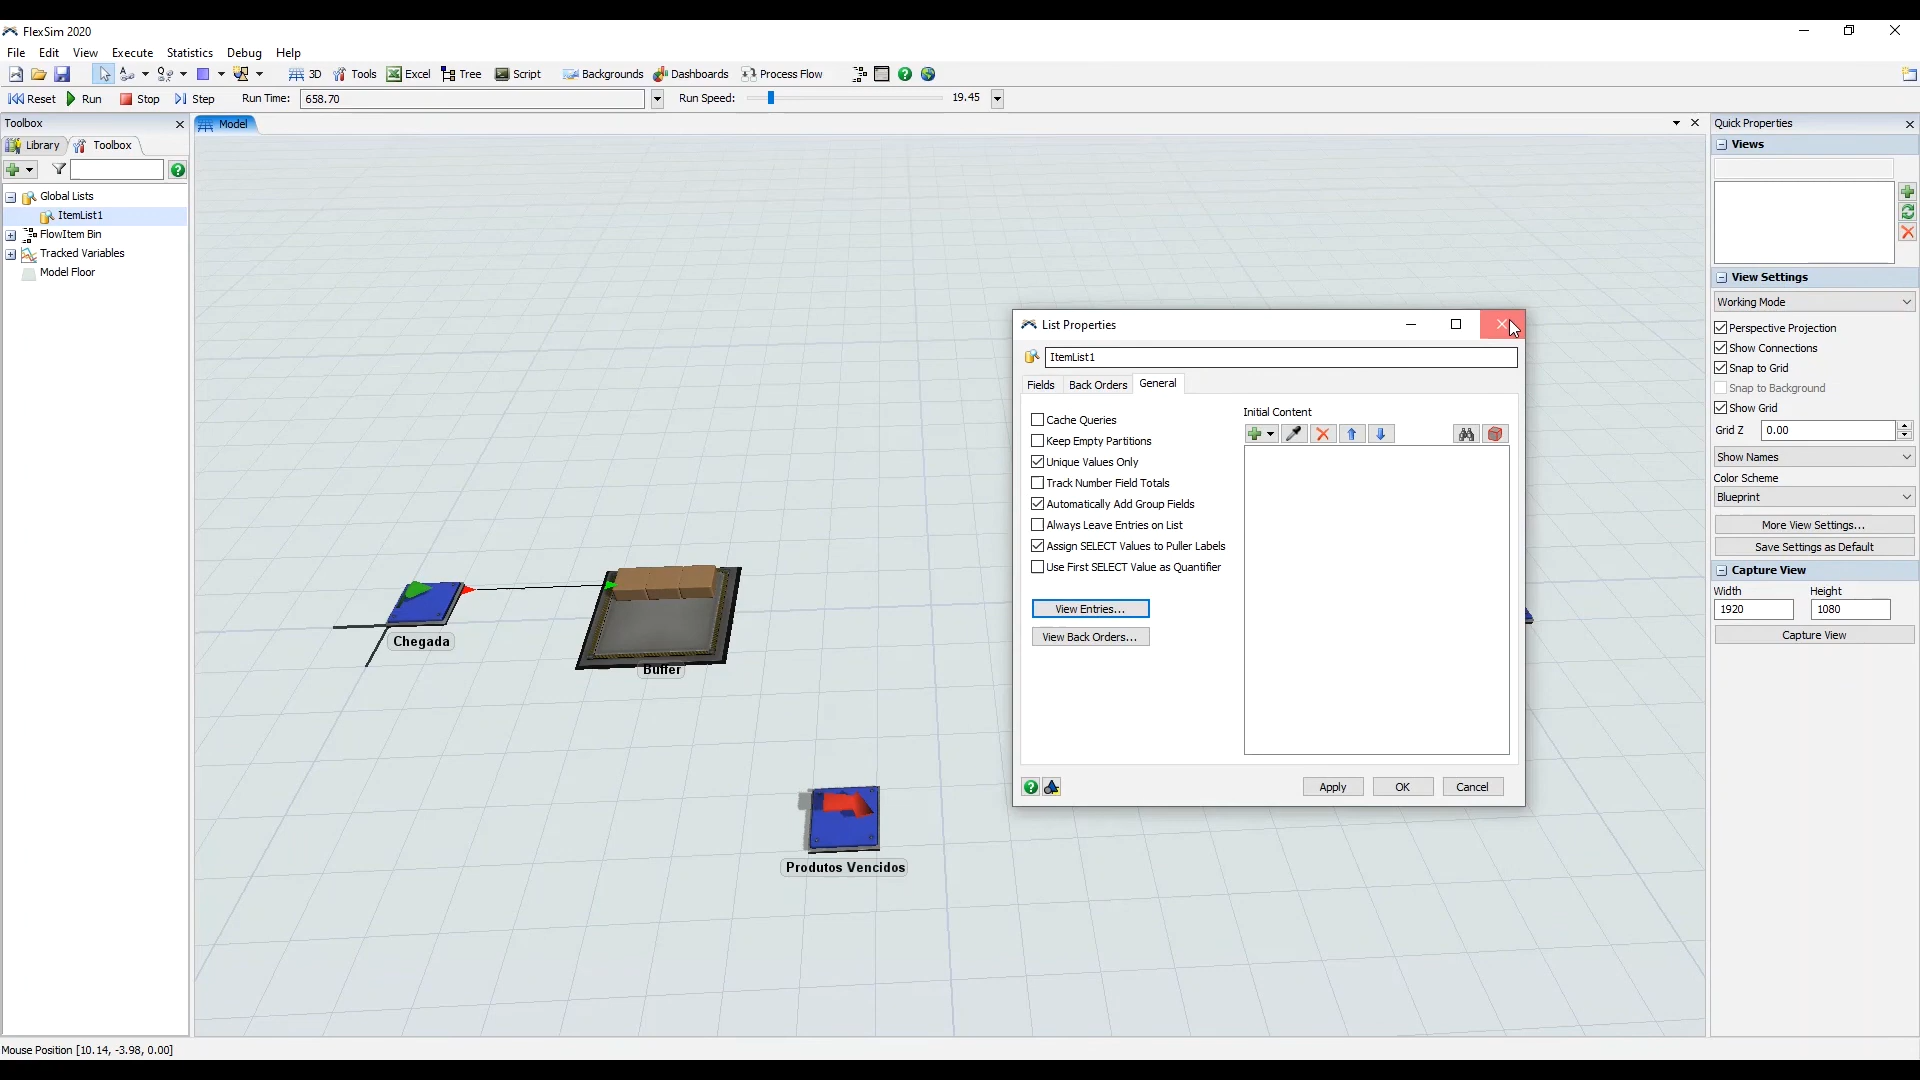 FlexSim 2020
File Edit View Execute Statistics Debug Help
3D Tools Excel Tree Script Backgrounds Dashboards Process Flow
Reset Run Stop Step Run Time: 658.70 Run Speed: 19.45
Toolbox
Library Toolbox
Global Lists
ItemList1
FlowItem Bin
Tracked Variables
Model Floor
Model
Chegada
Buffer
Produtos Vencidos
List Properties
ItemList1
Fields Back Orders General
Cache Queries
Keep Empty Partitions
Unique Values Only
Track Number Field Totals
Automatically Add Group Fields
Always Leave Entries on List
Assign SELECT Values to Puller Labels
Use First SELECT Value as Quantifier
View Entries...
View Back Orders...
Initial Content
Apply OK Cancel
Quick Properties
Views
View Settings
Working Mode
Perspective Projection
Show Connections
Snap to Grid
Snap to Background
Show Grid
Grid Z 0.00
Show Names
Color Scheme
Blueprint
More View Settings...
Save Settings as Default
Capture View
Width Height
1920 1080
Capture View
Mouse Position [10.14, -3.98, 0.00]